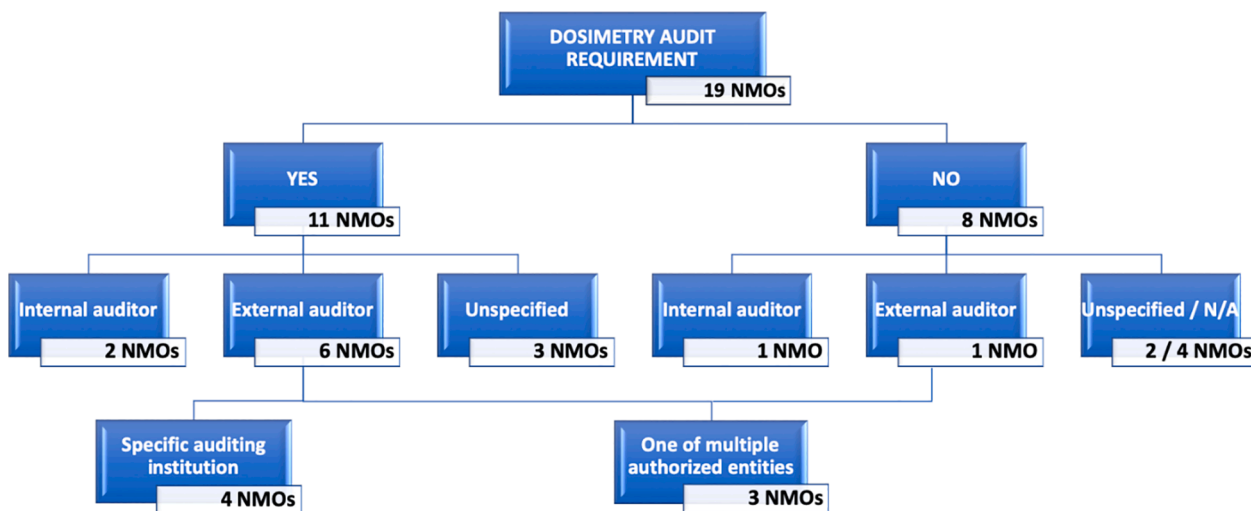 DOSIMETRY AUDIT
REQUIREMENT
19 NMOs
YES
11 NMOs
NO
8 NMOs
Internal auditor
2 NMOs
External auditor
6 NMOs
Unspecified
3 NMOs
Internal auditor
1 NMO
External auditor
1 NMO
Unspecified / N/A
2 / 4 NMOs
Specific auditing
institution
4 NMOs
One of multiple
authorized entities
3 NMOs